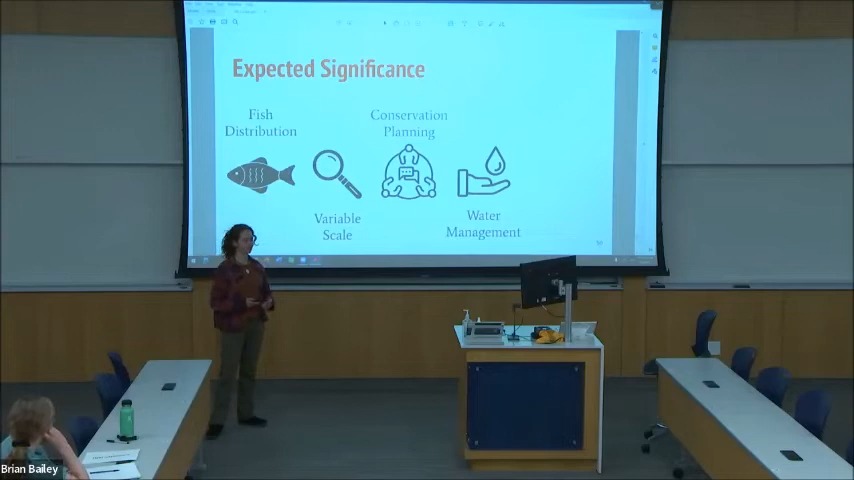 Expected Significance
Fish
Distribution
Conservation
Planning
Variable
Scale
Water
Management
Brian Bailey